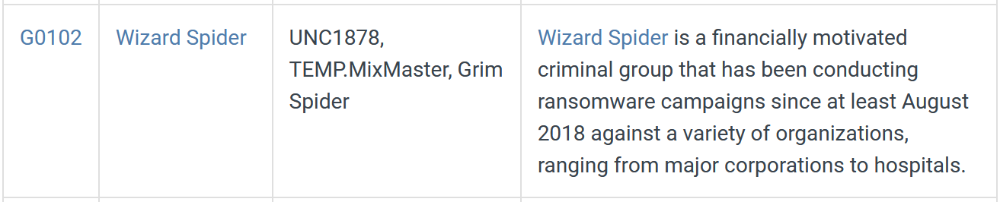 G0102
Wizard Spider
UNC1878,
TEMP.MixMaster, Grim
Spider
Wizard Spider is a financially motivated
criminal group that has been conducting
ransomware campaigns since at least August
2018 against a variety of organizations,
ranging from major corporations to hospitals.